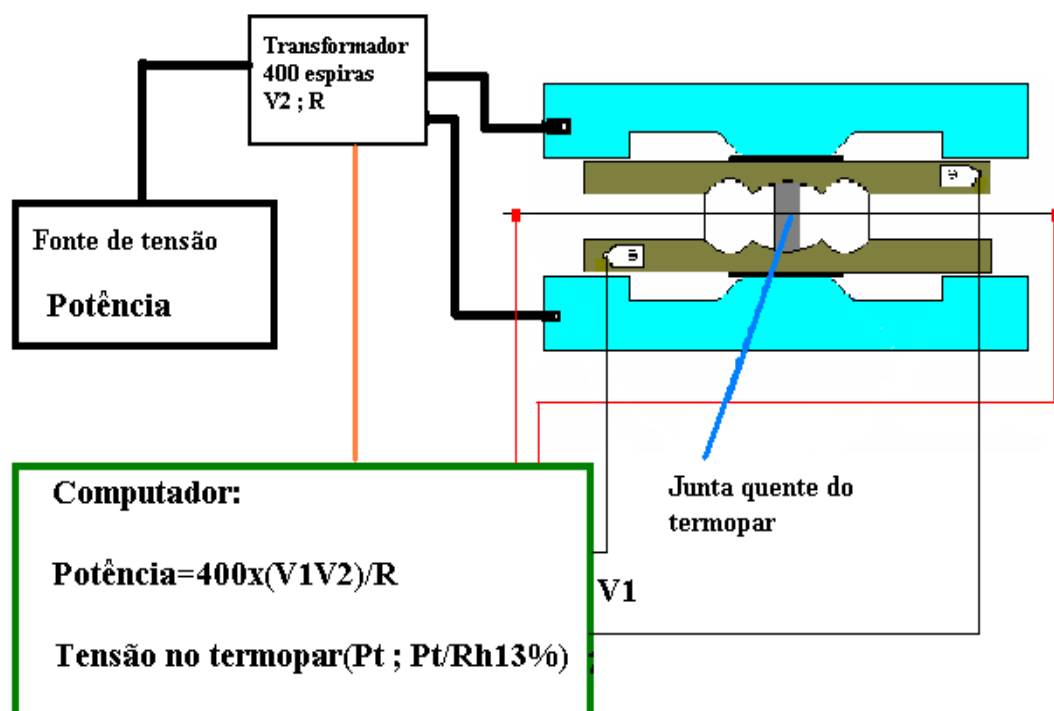 Transformador
400 espiras
V2 ; R
Fonte de tensão
Potência
Computador:
Potência=400x(V1V2)/R
Tensão no termopar(Pt ; Pt/Rh13%)
V1
Junta quente do
termopar